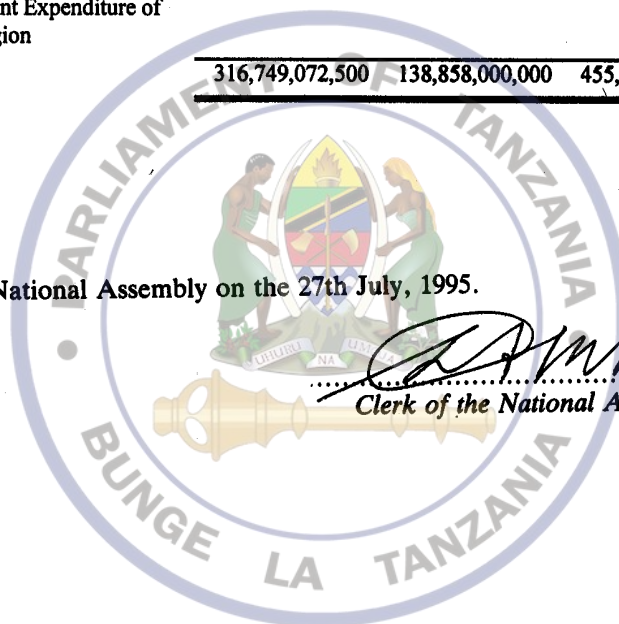 nt Expenditure of
gion
316,749,072,500 138,858,000,000 455,
National Assembly on the 27th July, 1995.
Clerk of the National A
PARLIAMENT OF TANZANIA
UHURU NA UMOJA
BUNGE LA TANZANIA